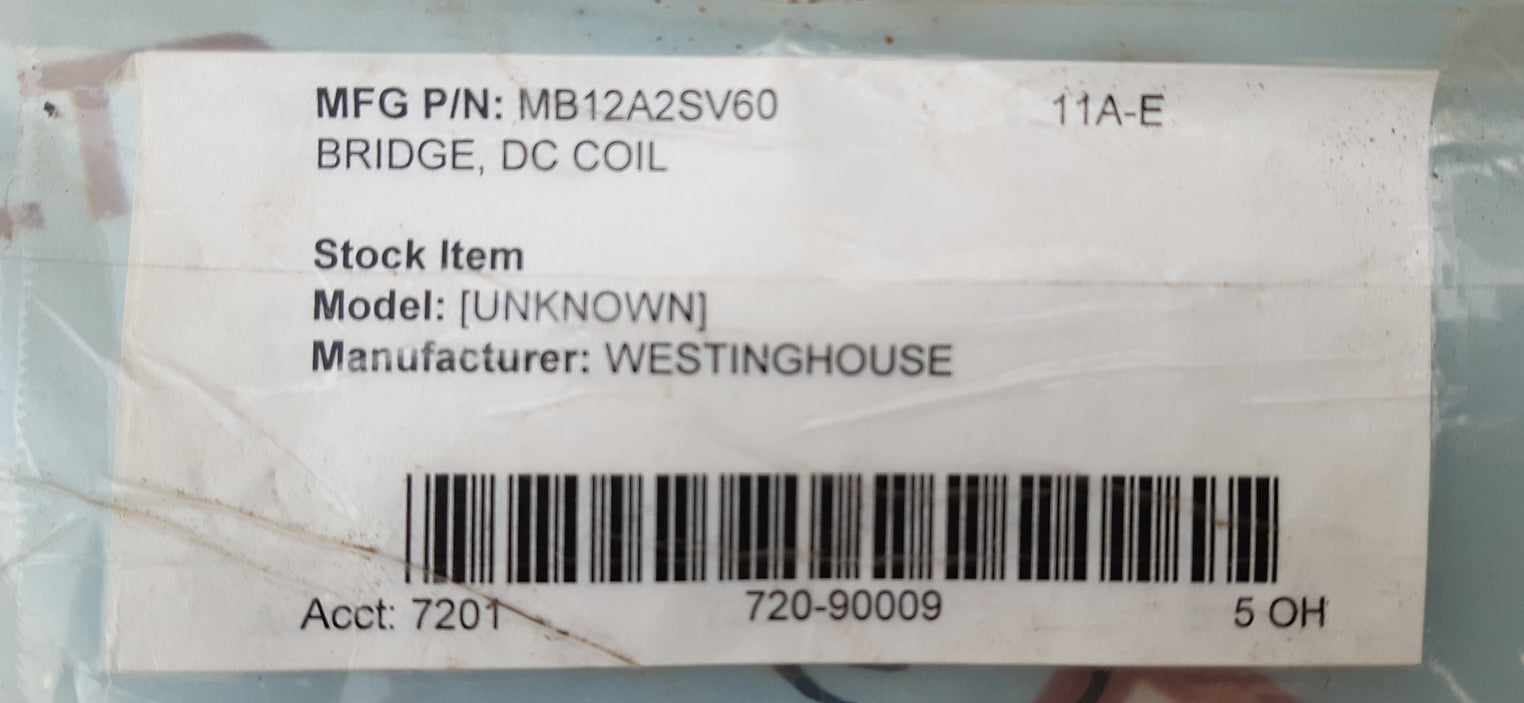 MFG P/N: MB12A2SV60 11A-E
BRIDGE, DC COIL
Stock Item
Model: [UNKNOWN]
Manufacturer: WESTINGHOUSE
Acct: 7201 720-90009 5 OH